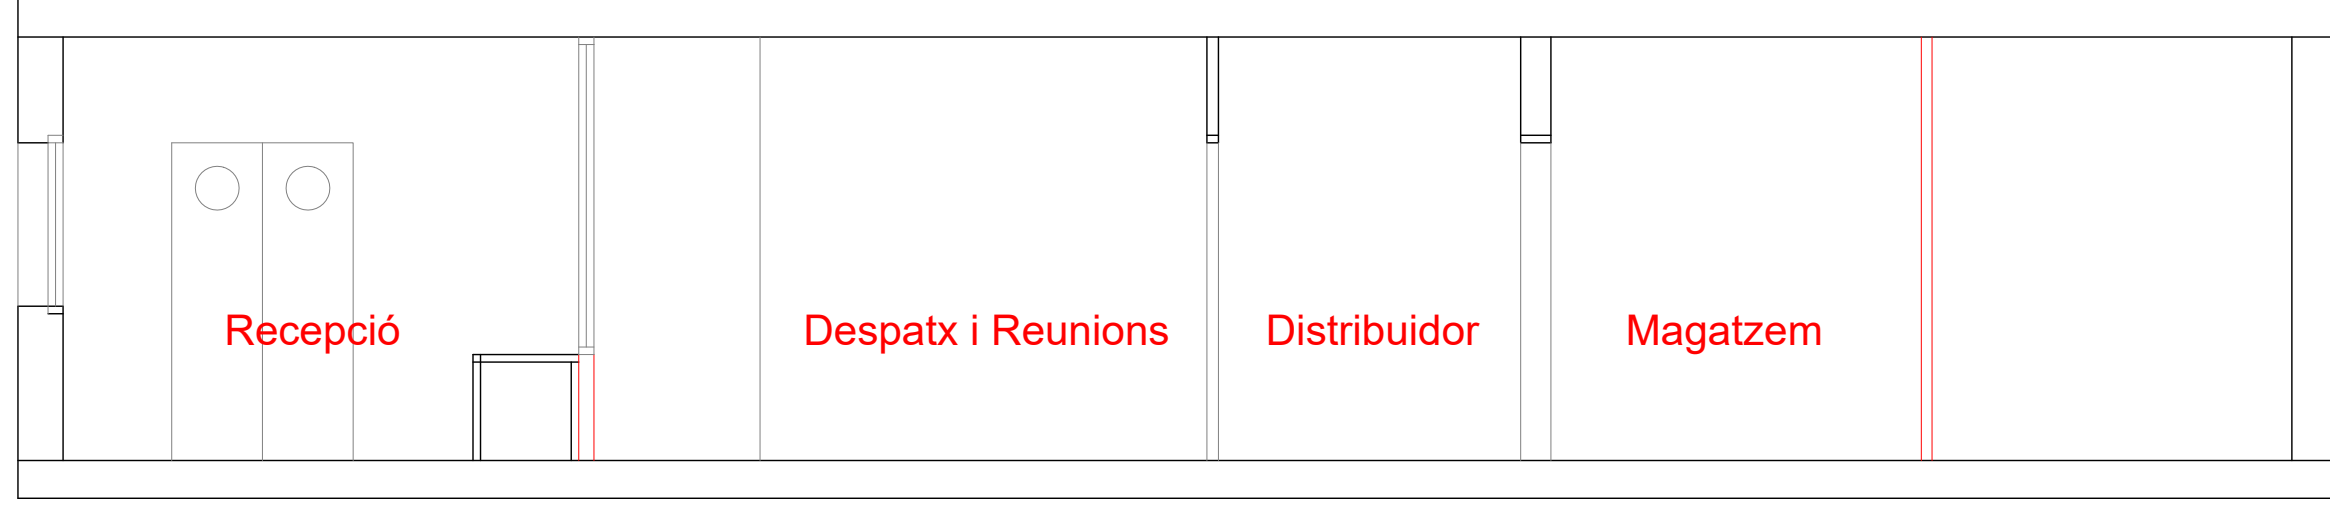 Recepció
Despatx i Reunions
Distribuidor
Magatzem